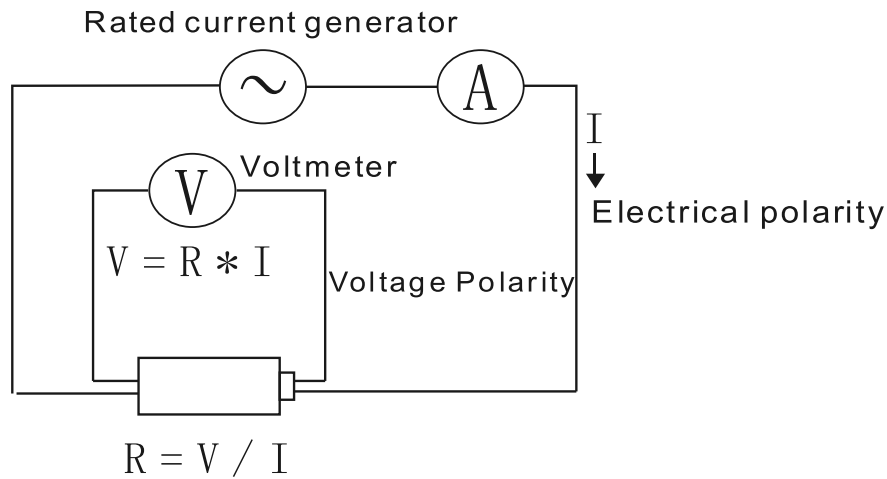 Rated current generator
A
I
Voltmeter
V
Electrical polarity
V = R * I
Voltage Polarity
R = V / I